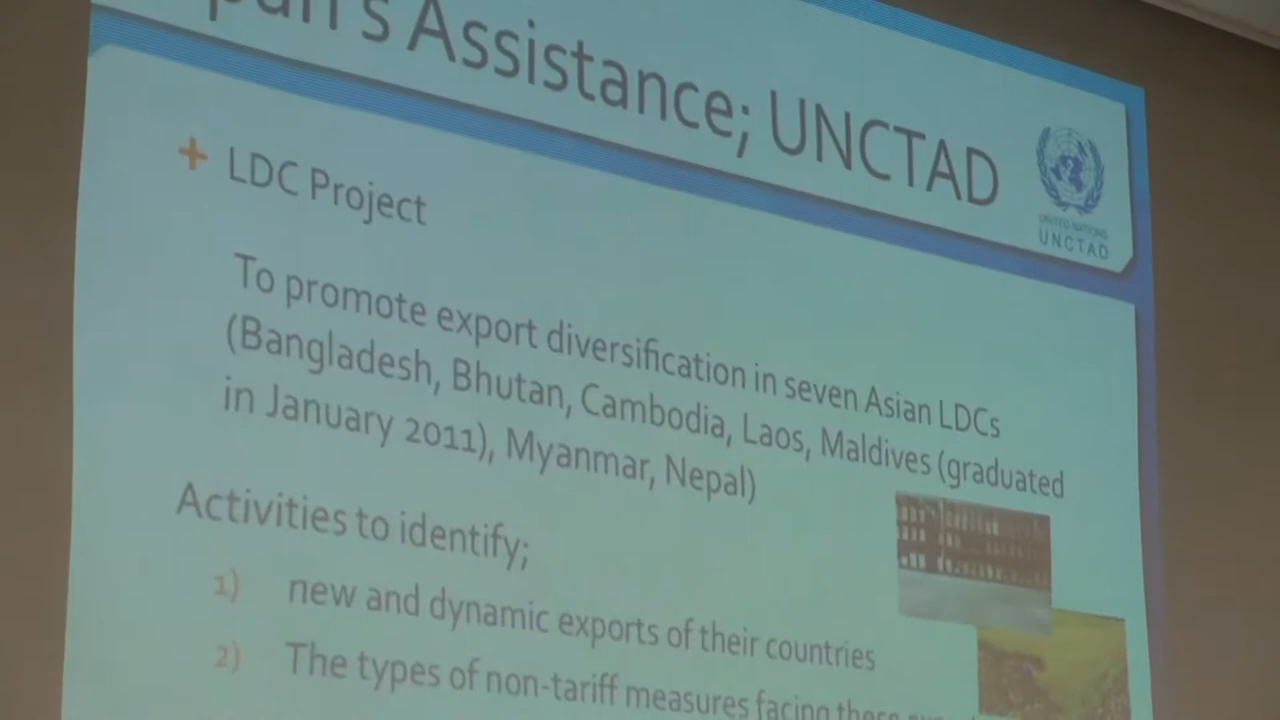 Assistance; UNCTAD
UNITED NATIONS
UNCTAD
+ LDC Project
To promote export diversification in seven Asian LDCs
(Bangladesh, Bhutan, Cambodia, Laos, Maldives (graduated
in January 2011), Myanmar, Nepal)
Activities to identify;
1) new and dynamic exports of their countries
2) The types of non-tariff measures facing